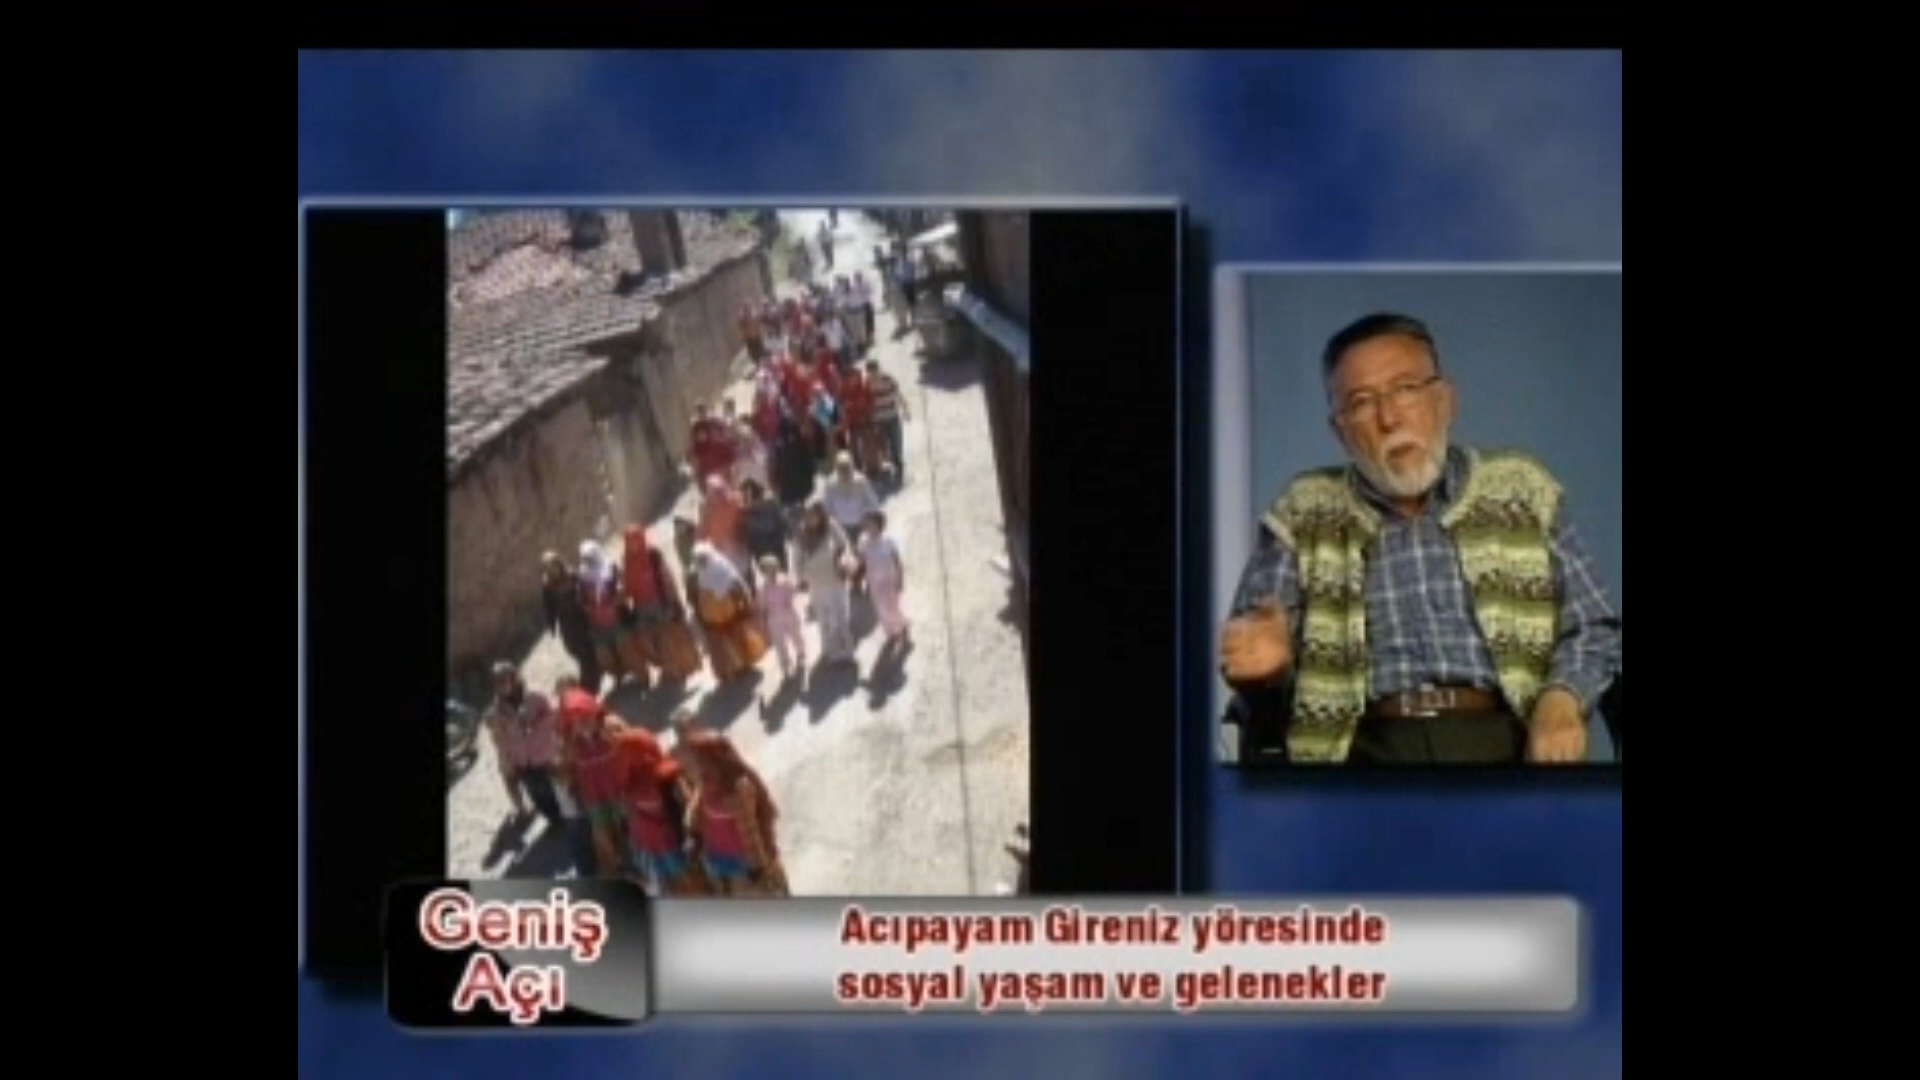 Geniş
Açı
Acıpayam Gireniz yöresinde
sosyal yaşam ve gelenekler